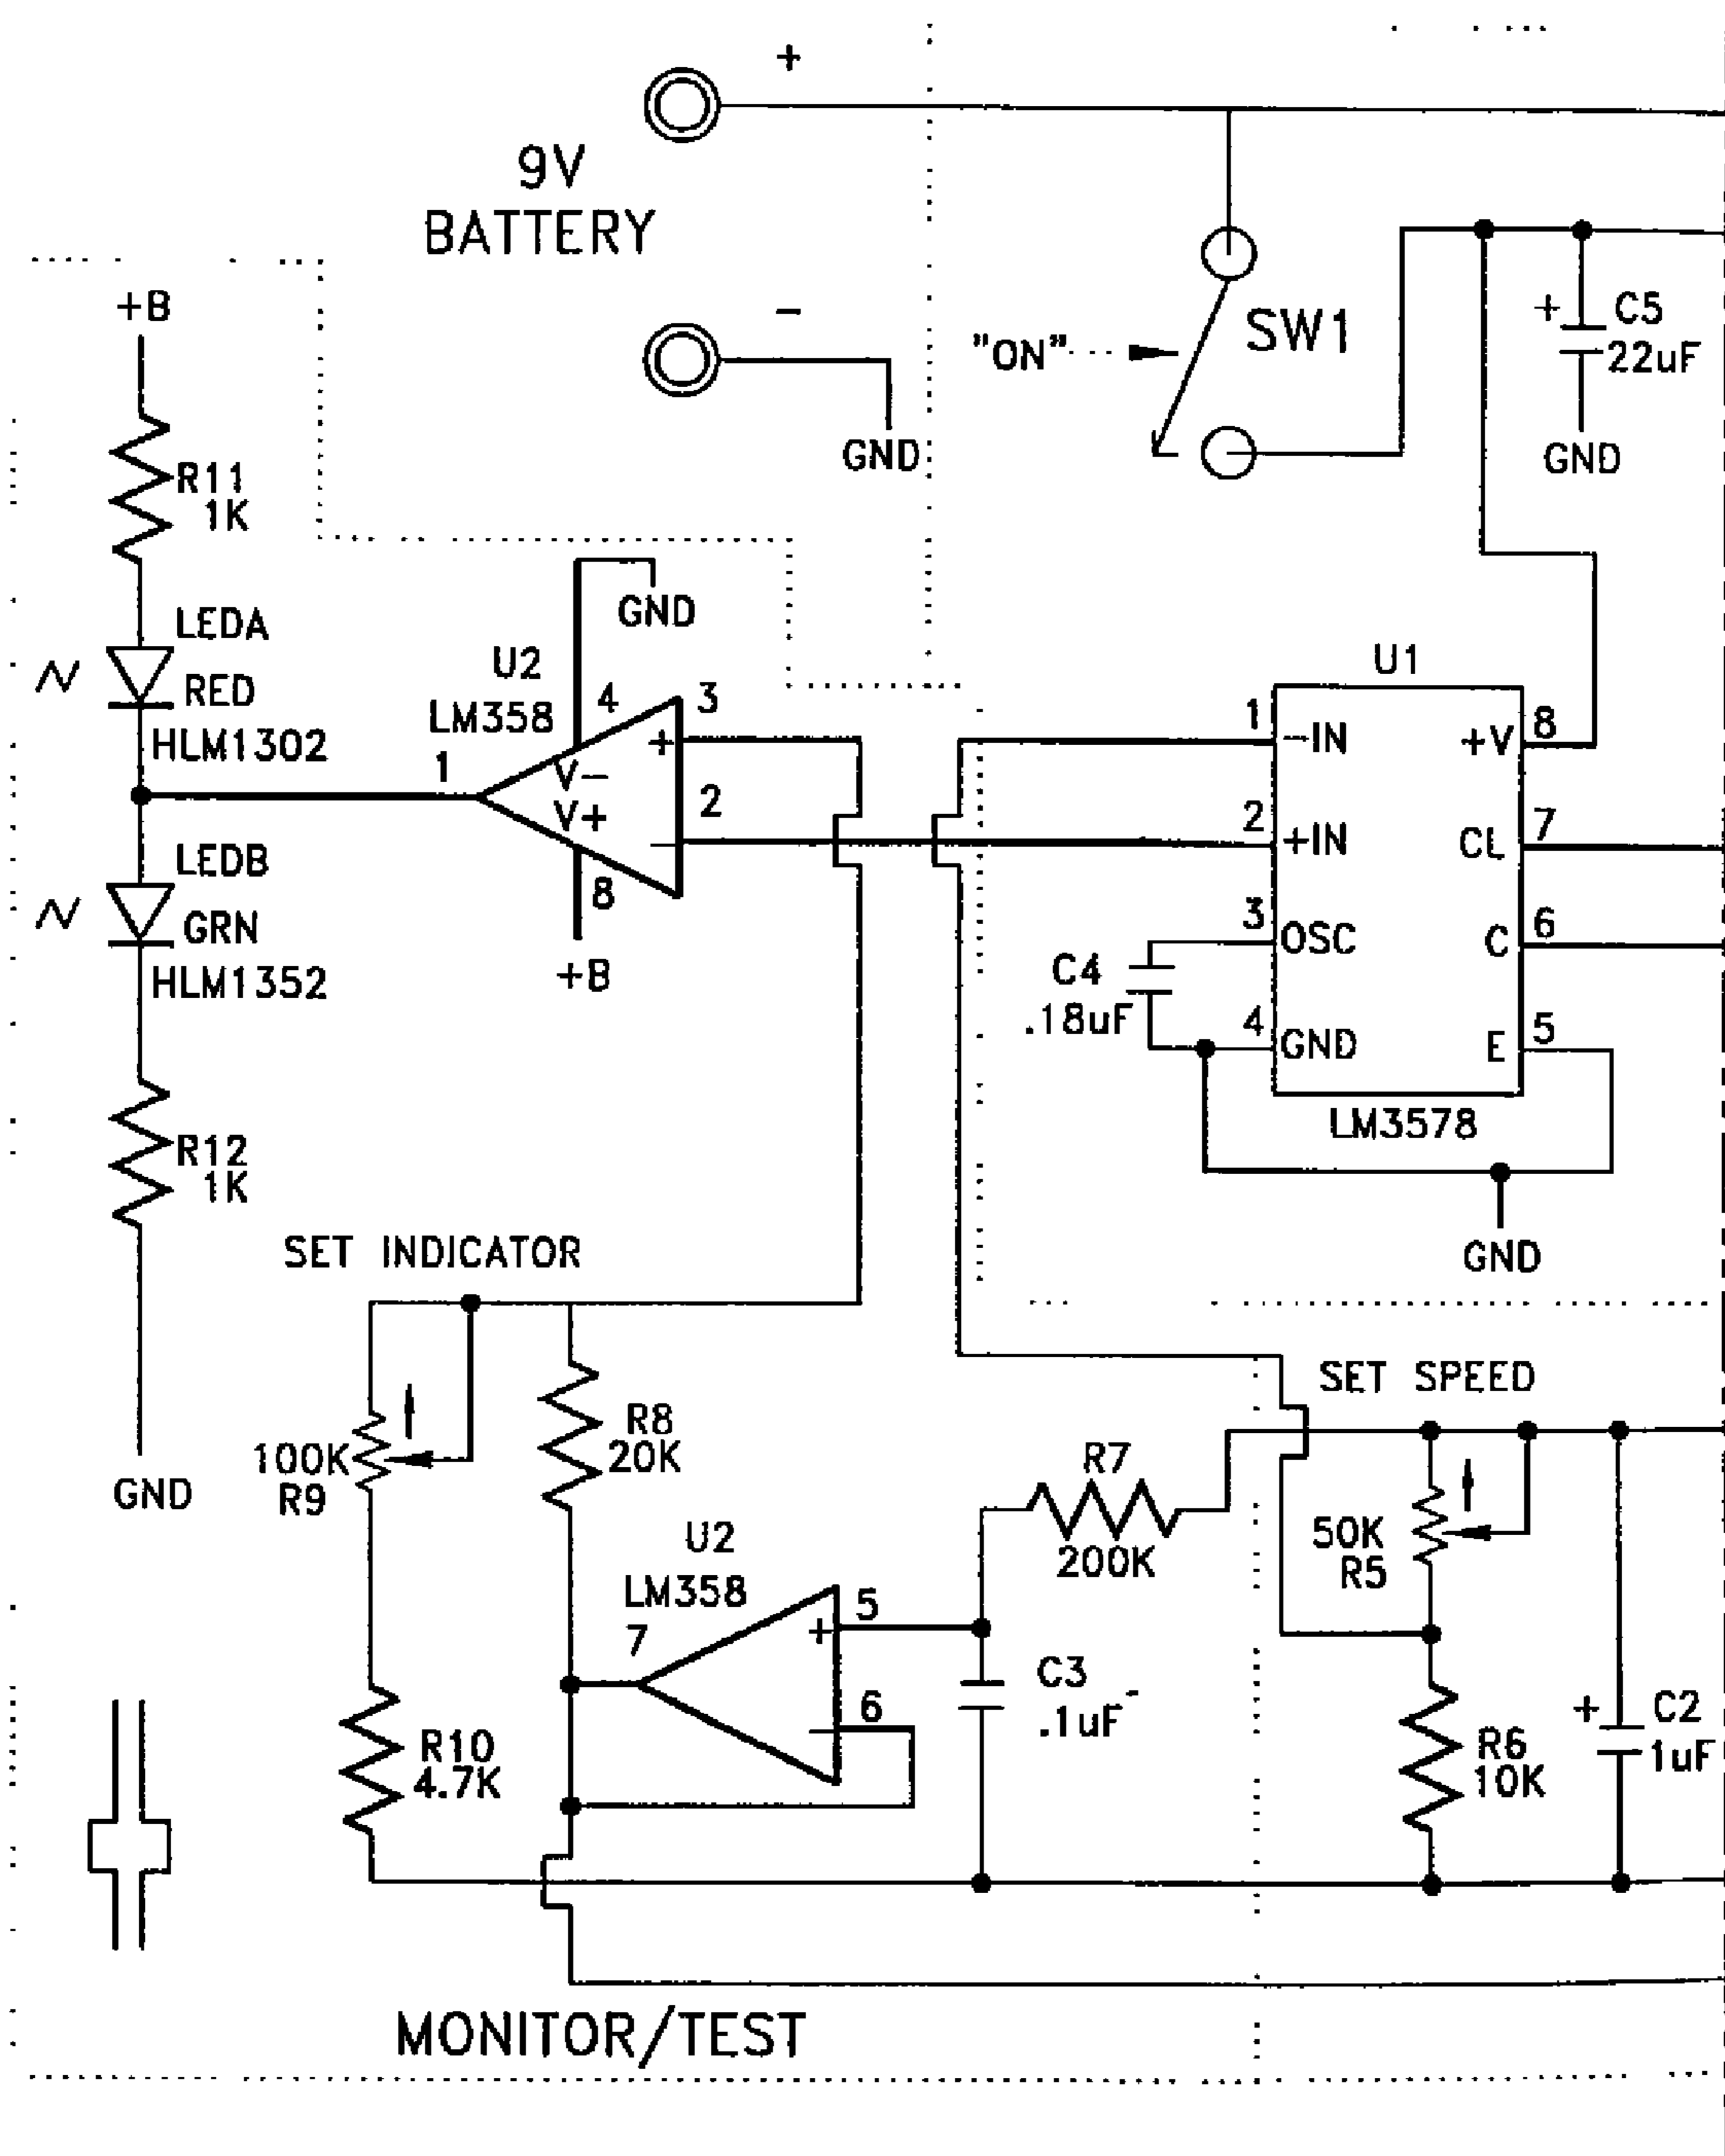 +
9V
BATTERY
-
GND
+B
R11
1K
LEDA
RED
HLM1302
LEDB
GRN
HLM1352
R12
1K
GND
"ON"
SW1
+
C5
22uF
GND
GND
U2
LM358
4
3
+
1
V-
V+
2
-
8
+B
U1
1
-IN
+V
8
2
+IN
CL
7
3
OSC
C
6
C4
.18uF
4
GND
E
5
LM3578
GND
SET INDICATOR
100K
R9
R8
20K
R10
4.7K
U2
LM358
7
5
+
6
-
R7
200K
C3
.1uF
SET SPEED
50K
R5
R6
10K
+
C2
1uF
MONITOR/TEST